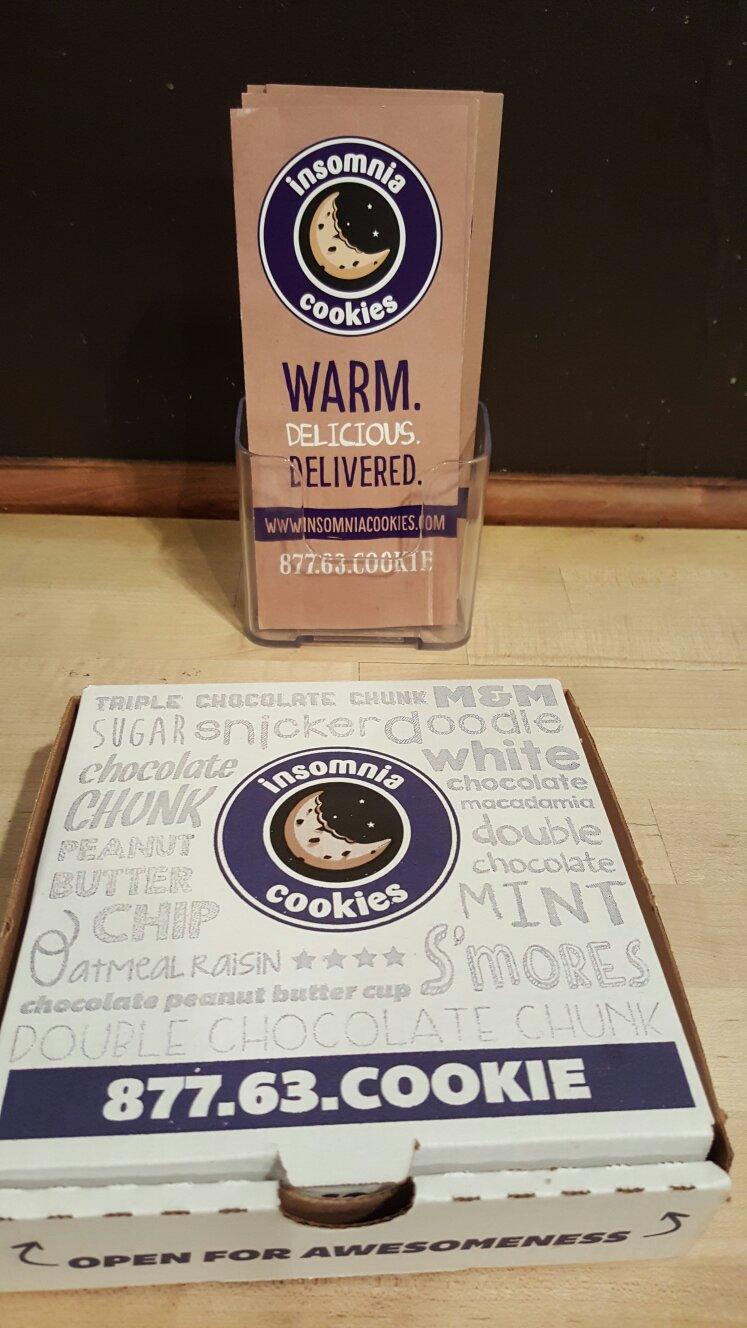 insomnia
cookies
WARM.
DELICIOUS.
DELIVERED.
WWW.INSOMNIACOOKIES.COM
877.63.COOKIE
TRIPLE CHOCOLATE CHUNK M&M
SUGAR snickerdoodle
chocolate
CHUNK
PEANUT
BUTTER
CHIP
insomnia
cookies
white
chocolate
macadamia
double
chocolate
MINT
Oatmeal Raisin ★★★★ S'mores
chocolate peanut butter cup
DOUBLE CHOCOLATE CHUNK
877.63.COOKIE
OPEN FOR AWESOMENESS